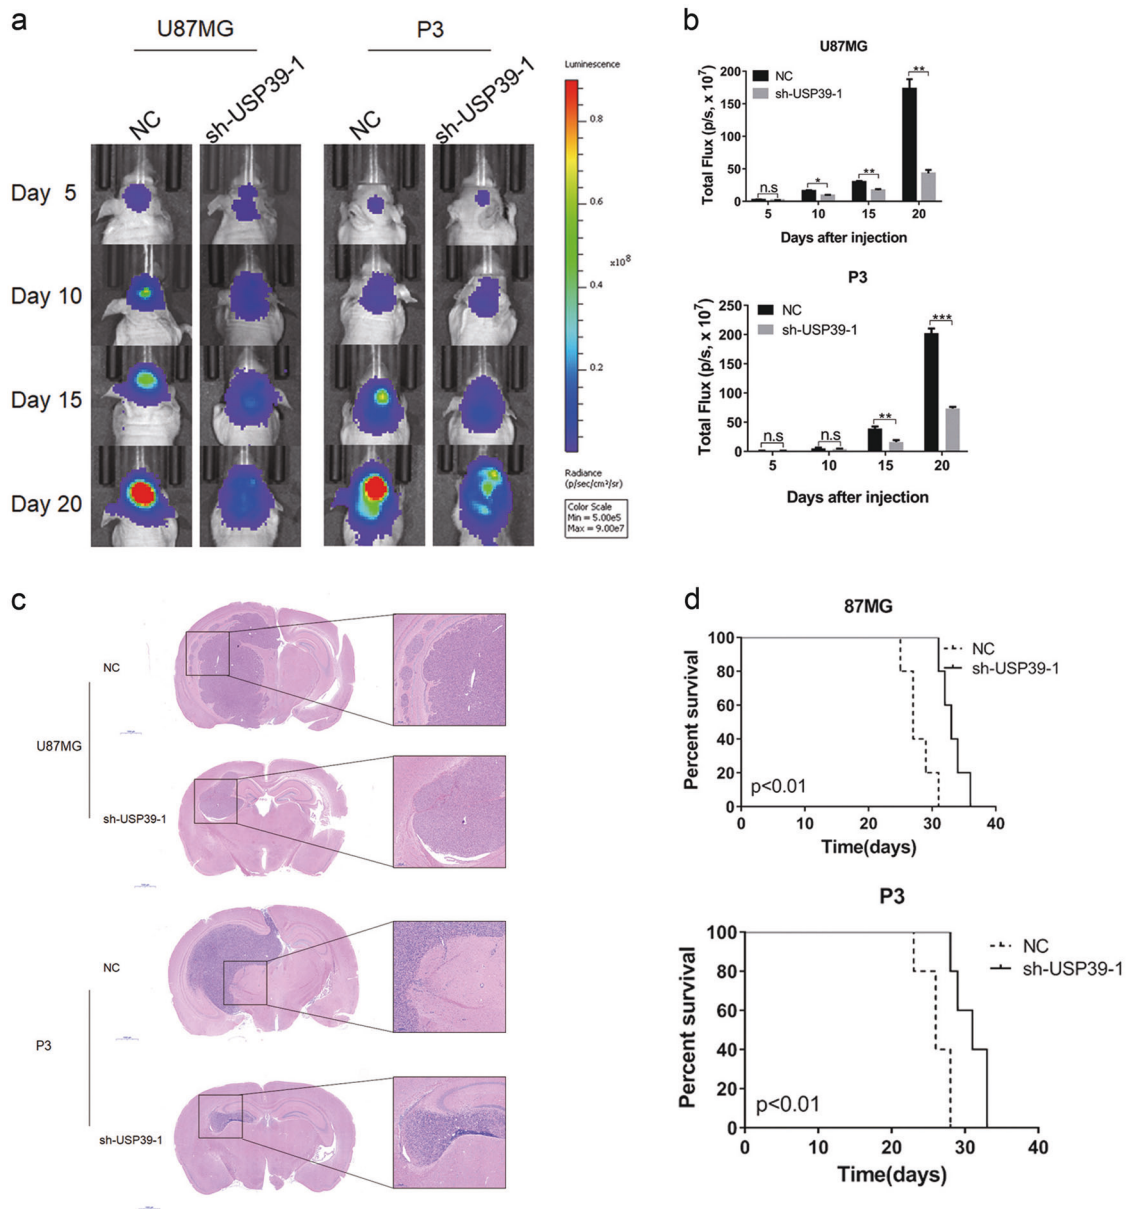 a
U87MG
P3
NC
sh-USP39-1
NC
sh-USP39-1
Day 5
Day 10
Day 15
Day 20
Luminescence
0.8
0.6
x10⁸
0.4
0.2
Radiance
(p/sec/cm²/sr)
Color Scale
Min = 5.00e5
Max = 9.00e7
b
U87MG
NC
sh-USP39-1
Total Flux (p/s, x 10⁷)
200
150
100
50
0
n.s
*
**
**
5 10 15 20
Days after injection
P3
NC
sh-USP39-1
Total Flux (p/s, x 10⁷)
250
200
150
100
50
0
n.s
n.s
**
***
5 10 15 20
Days after injection
c
NC
U87MG
sh-USP39-1
NC
P3
sh-USP39-1
d
87MG
NC
sh-USP39-1
Percent survival
100
80
60
40
20
0
p<0.01
0 10 20 30 40
Time(days)
P3
NC
sh-USP39-1
Percent survival
100
80
60
40
20
0
p<0.01
0 10 20 30 40
Time(days)